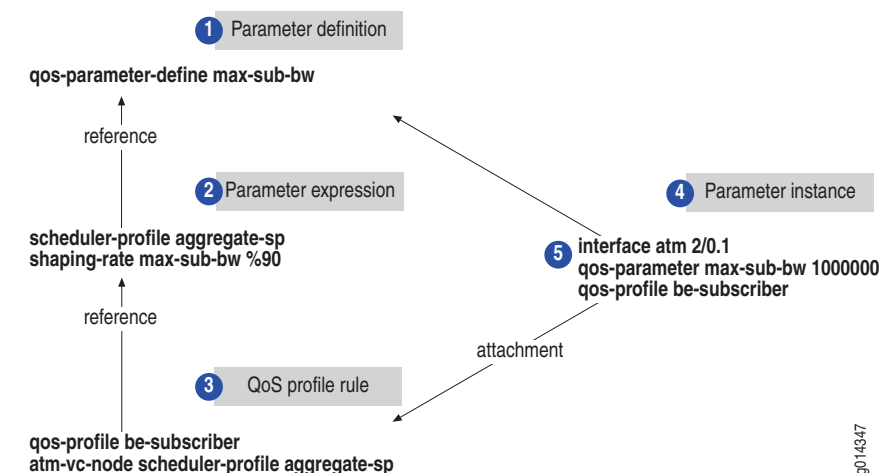 1 Parameter definition
qos-parameter-define max-sub-bw
reference
2 Parameter expression
4 Parameter instance
scheduler-profile aggregate-sp
shaping-rate max-sub-bw %90
5 interface atm 2/0.1
qos-parameter max-sub-bw 1000000
qos-profile be-subscriber
reference
attachment
3 QoS profile rule
qos-profile be-subscriber
atm-vc-node scheduler-profile aggregate-sp
g014347